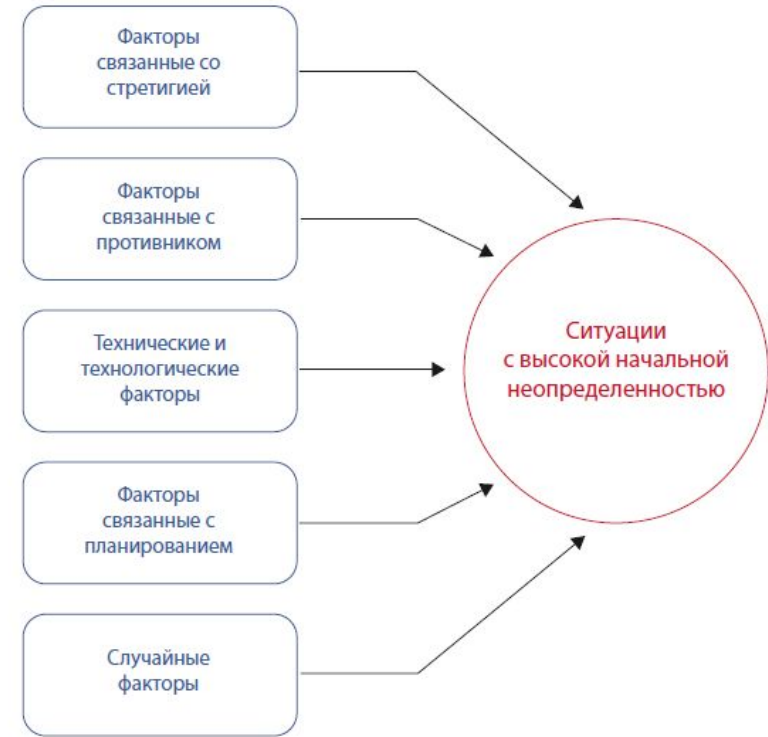 Факторы
связанные со
стретигией
Факторы
связанные с
противником
Технические и
технологические
факторы
Факторы
связанные с
планированием
Случайные
факторы
Ситуации
с высокой начальной
неопределенностью